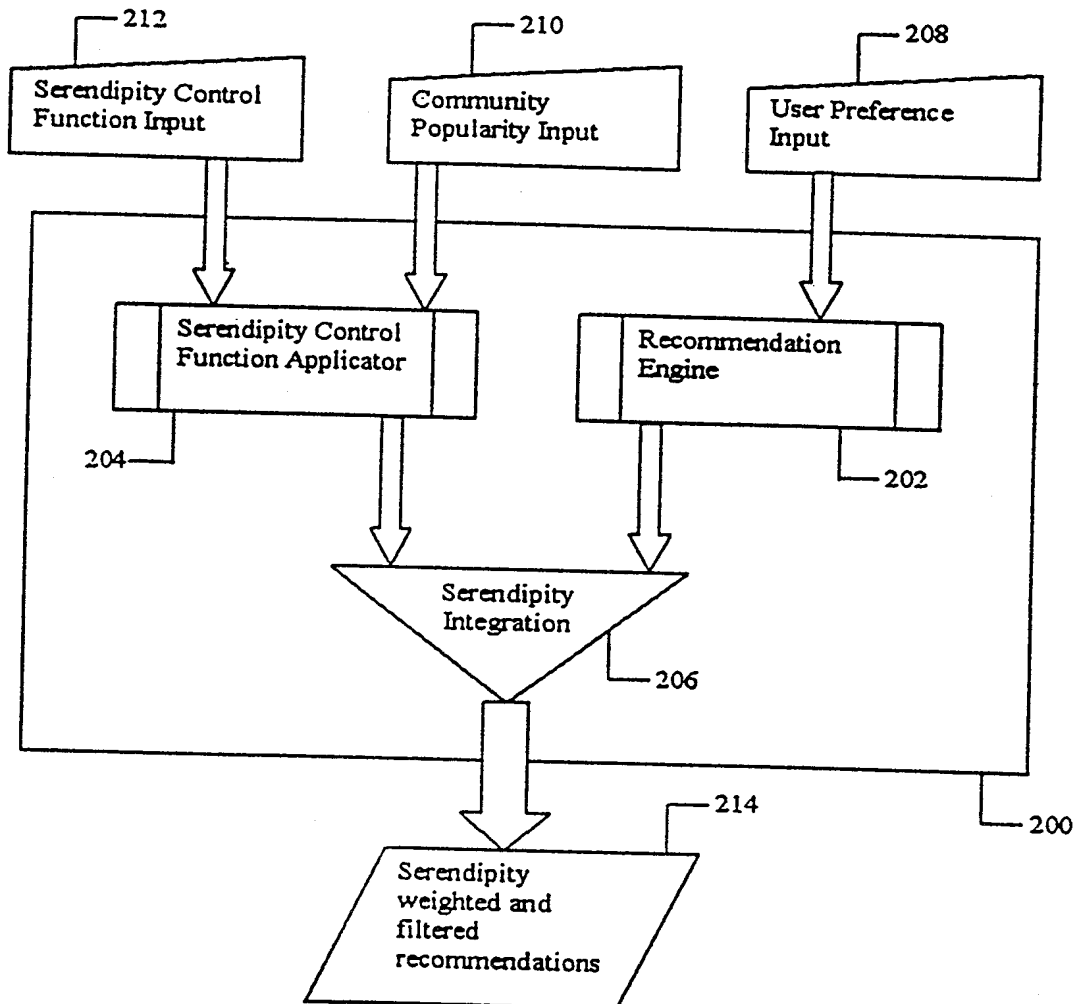 212
210
208
Serendipity Control
Function Input
Community
Popularity Input
User Preference
Input
Serendipity Control
Function Applicator
Recommendation
Engine
204
202
Serendipity
Integration
206
200
214
Serendipity
weighted and
filtered
recommendations